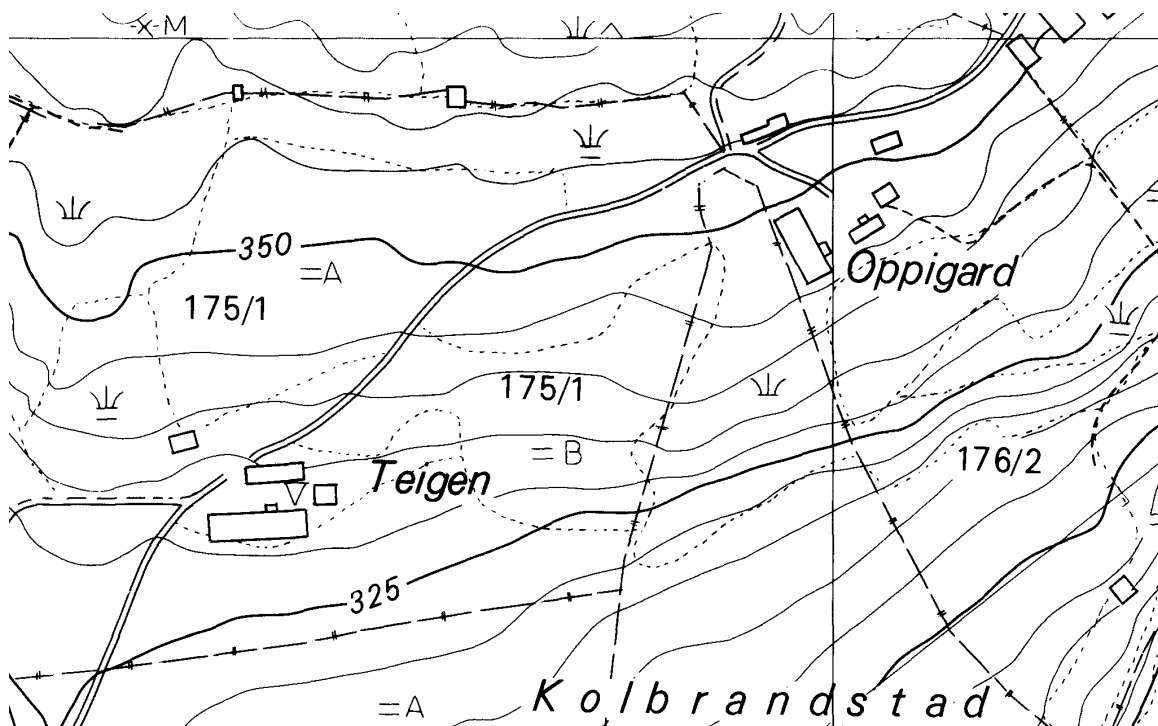 -x-M
350
=A
Oppigard
175/1
175/1
=B
176/2
Teigen
325
Kolbrandstad
=A